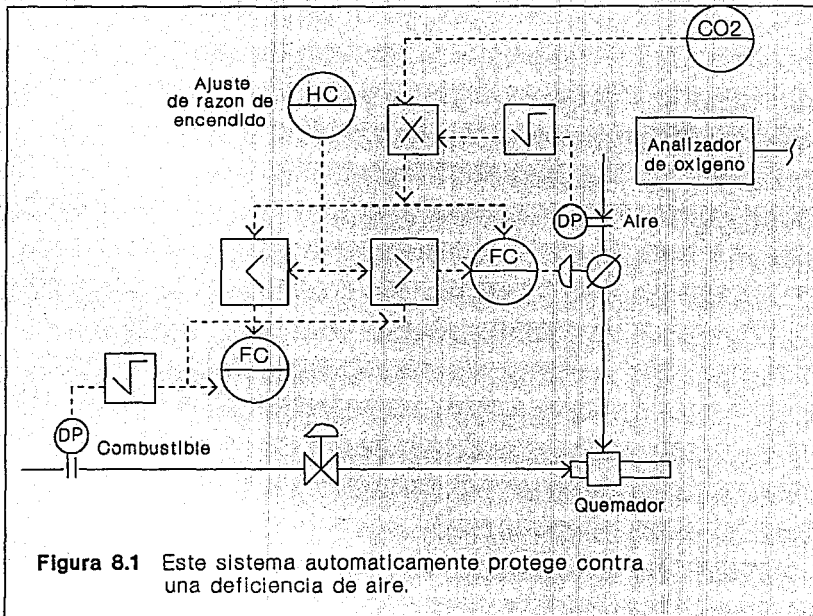 CO2
Ajuste
de razon de
encendido
HC
X
√
Analizador
de oxigeno
DP
Aire
<
>
FC
FC
√
DP
Combustible
Quemador
Figura 8.1 Este sistema automaticamente protege contra
una deficiencia de aire.